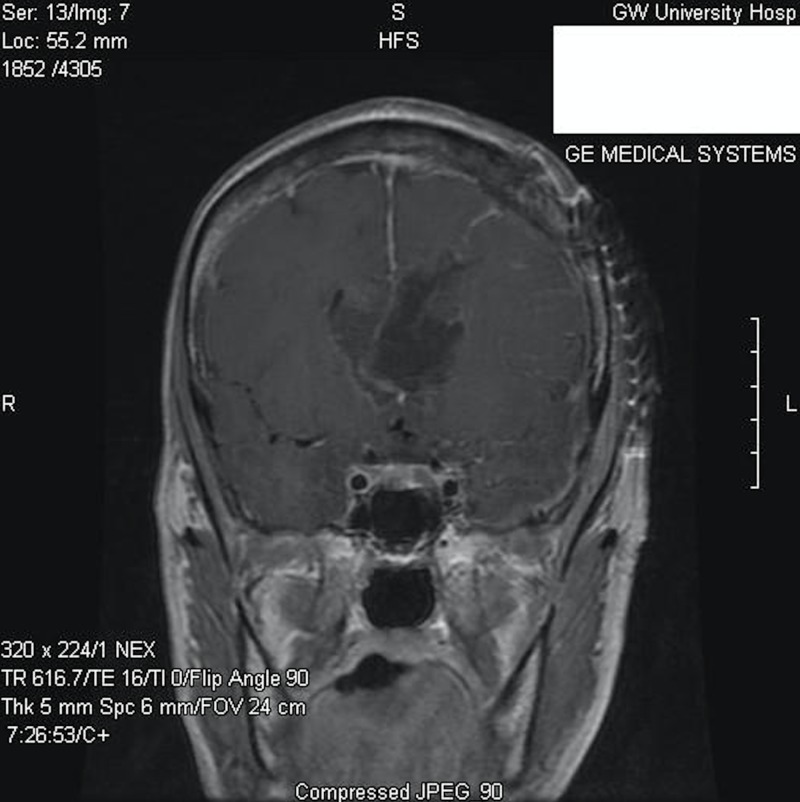 Ser: 13/Img: 7
Loc: 55.2 mm
1852 /4305
S
HFS
GW University Hosp
GE MEDICAL SYSTEMS
R
L
320 x 224/1 NEX
TR 616.7/TE 16/TI 0/Flip Angle 90
Thk 5 mm Spc 6 mm/FOV 24 cm
7:26:53/C+
Compressed JPEG 90